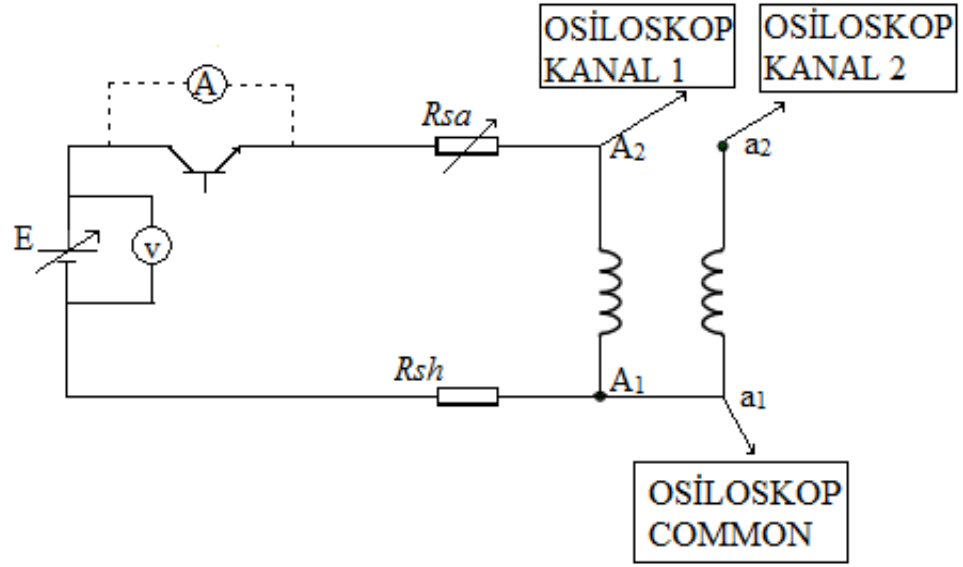 OSİLOSKOP
KANAL 1
OSİLOSKOP
KANAL 2
A
Rsa
A2
a2
E
v
Rsh
A1
a1
OSİLOSKOP
COMMON